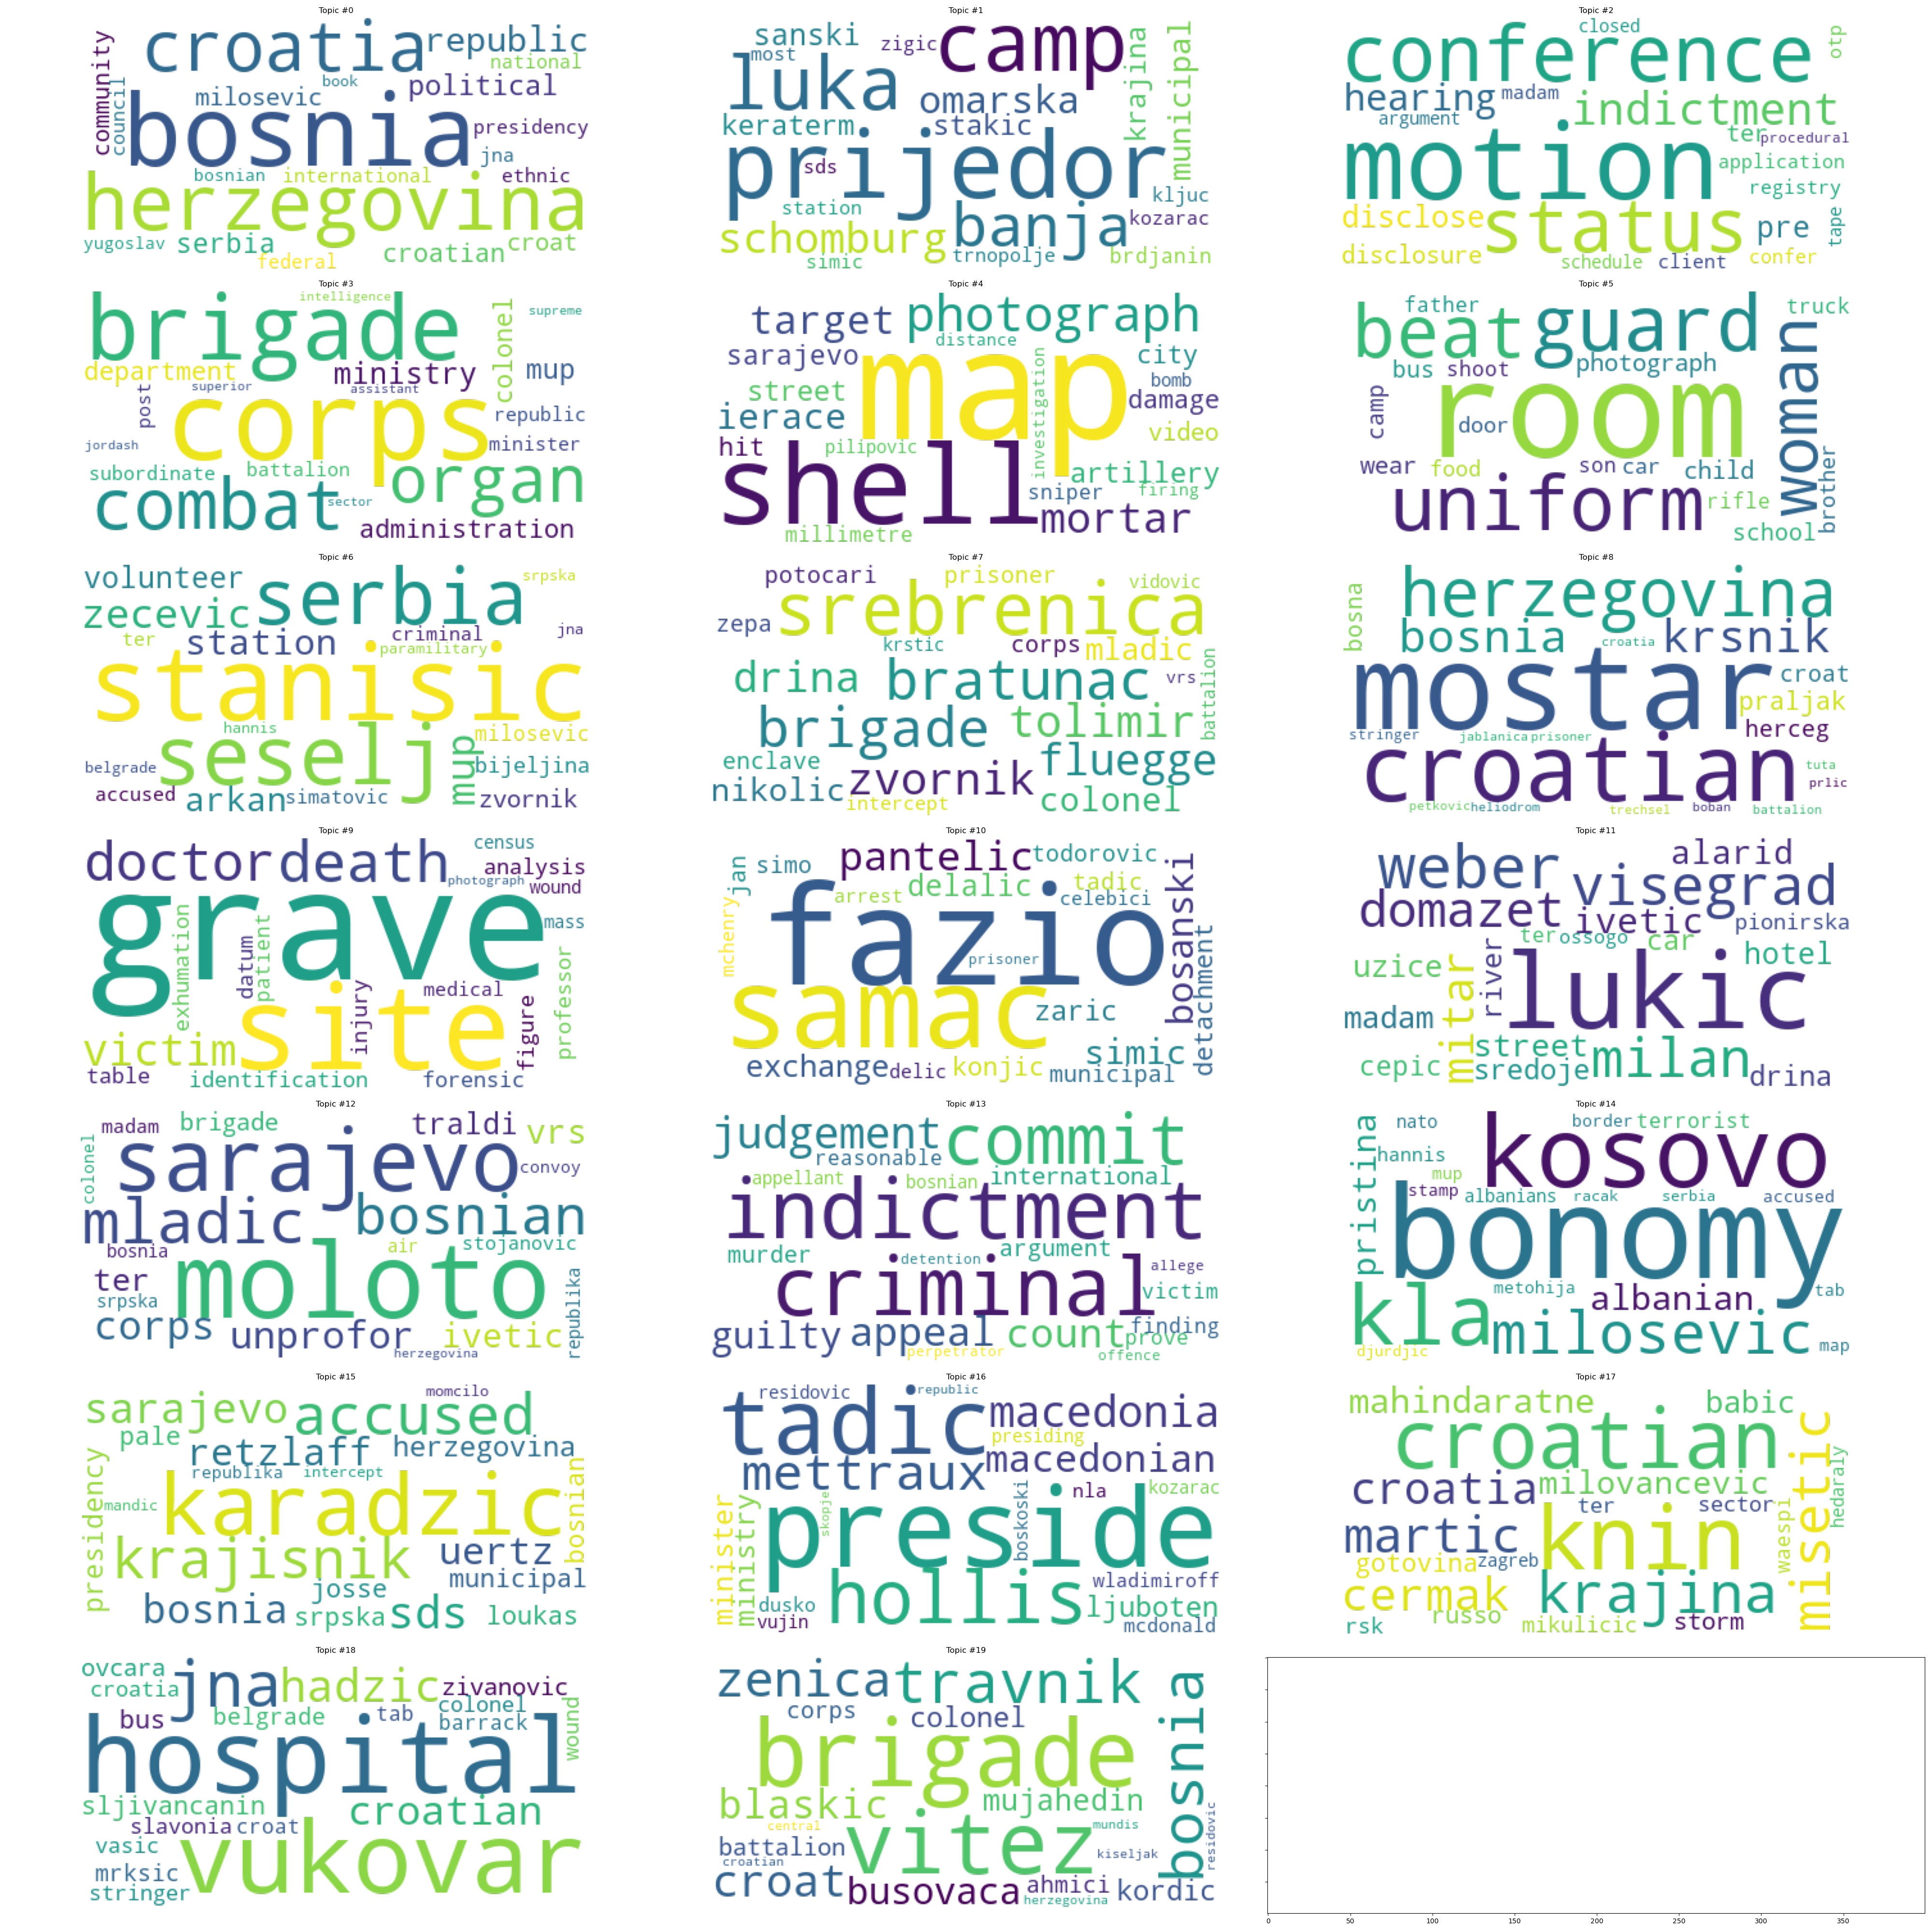 Topic #0
croatia republic
community council national
book
milosevic political
bosnia presidency
jna
bosnian international ethnic
herzegovina
yugoslav serbia croatian croat
federal
Topic #1
sanski zigic camp
most
luka omarska krajina municipal
keraterm stakic
prijedor
sds
kljuc
station
banja kozarac
schomburg trnopolje brdjanin
simic
Topic #2
closed
conference otp
hearing madam indictment
argument
ter procedural
motion application
registry
disclose status pre tape
disclosure
schedule client confer
Topic #3
intelligence
brigade colonel supreme
department ministry mup
superior assistant
post corps republic
jordash minister
subordinate battalion organ
combat sector
administration
Topic #4
target photograph
distance
sarajevo map city
bomb
street damage
ierace investigation
hit pilipovic video
shell artillery
sniper firing
mortar
millimetre
Topic #5
father truck
beat guard
bus shoot photograph
camp room woman
door
wear food son car child
uniform rifle brother
school
Topic #6
volunteer serbia srpska
zecevic
ter station criminal jna
paramilitary
stanisic
hannis
seselj mup milosevic
belgrade bijeljina
accused arkan simatovic zvornik
Topic #7
potocari prisoner vidovic
zepa srebrenica
krstic corps mladic
drina bratunac vrs battalion
brigade tolimir
enclave fluegge
nikolic zvornik
intercept colonel
Topic #8
bosna herzegovina
bosnia croatia krsnik
mostar croat
praljak
stringer jablanica prisoner herceg
croatian tuta
prlic
petkovic heliodrom trechsel boban battalion
Topic #9
doctor death census
analysis
photograph wound
grave mass
exhumation datum patient professor
injury medical
victim site figure
table identification forensic
Topic #10
jan simo pantelic todorovic
arrest delalic tadic bosanski
celebici
mchenry fazio
prisoner detachment
samac zaric
simic
exchange delic konjic municipal
Topic #11
weber alarid
visegrad
domazet ivetic pionirska
ter ossogo car
uzice river hotel
lukic
madam mitar
street
cepic sredoje milan drina
Topic #12
madam brigade traldi vrs
colonel sarajevo convoy
mladic bosnian
bosnia air stojanovic
ter moloto
srpska republika
corps unprofor ivetic
herzegovina
Topic #13
judgement commit
reasonable
appellant bosnian international
indictment
murder detention argument
criminal allege
victim
guilty appeal count finding
prove
perpetrator offence
Topic #14
nato border terrorist
pristina hannis kosovo
mup
stamp albanians racak serbia accused
bonomy
metohija
kla albanian tab
milosevic map
djurdjic
Topic #15
momcilo
sarajevo accused
pale
retzlaff herzegovina
presidency republika intercept bosnian
mandic karadzic
krajisnik uertz
josse municipal
bosnia srpska sds loukas
Topic #16
residovic republic
tadic macedonia
presiding
mettraux macedonian
minister ministry skopje boskoski nla kozarac
preside
hollis wladimiroff
dusko ljuboten
vujin mcdonald
Topic #17
mahindaratne babic
croatian misetic
croatia milovancevic hedaraly
ter sector
martic knin waespi
gotovina zagreb
cermak krajina
russo
rsk mikulicic storm
Topic #18
ovcara jna hadzic zivanovic
croatia colonel
bus belgrade tab barrack wound
hospital
sljivancanin croatian
slavonia croat
vasic vukovar
mrksic
stringer
Topic #19
zenica travnik bosnia
corps colonel
brigade
blaskic mujahedin
central
battalion vitez mundis residovic
croatian kiseljak
croat busovaca ahmici kordic
herzegovina
0 50 100 150 200 250 300 350